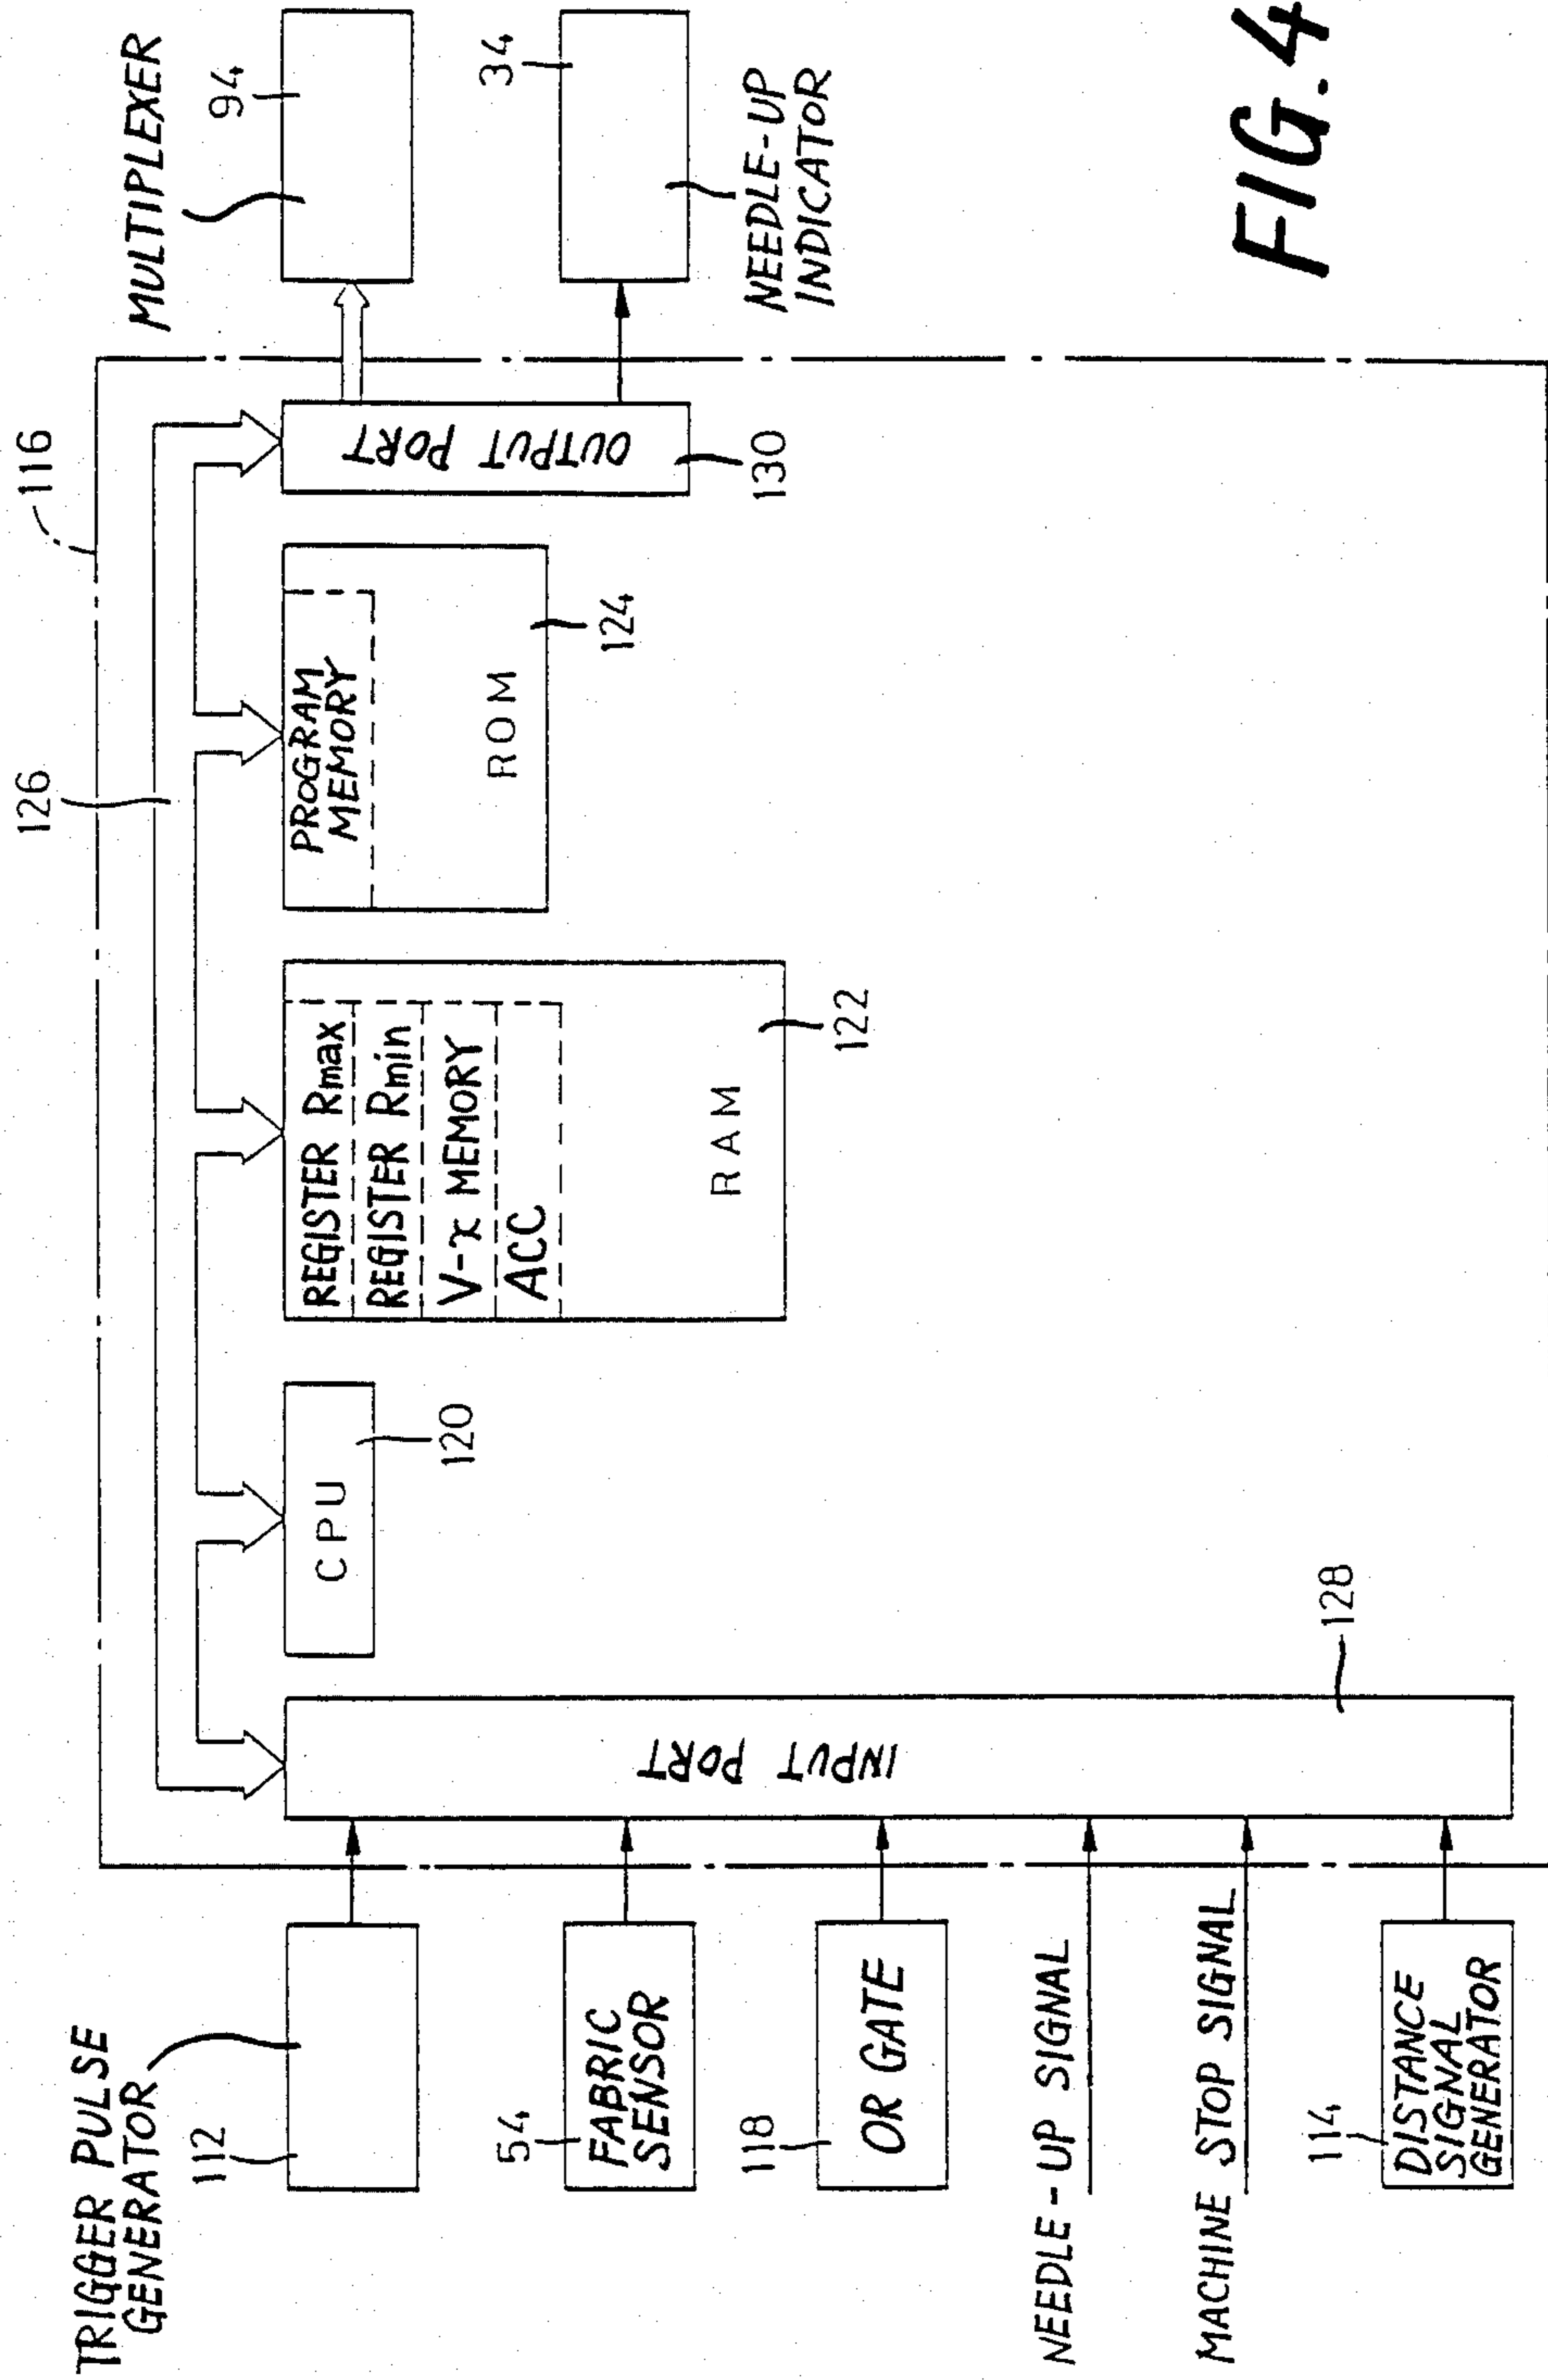 TRIGGER PULSE
GENERATOR
112
54
FABRIC
SENSOR
118
OR GATE
NEEDLE-UP SIGNAL
MACHINE STOP SIGNAL
114
DISTANCE
SIGNAL
GENERATOR
116
126
INPUT PORT
128
CPU
120
REGISTER Rmax
REGISTER Rmin
V-x MEMORY
ACC
RAM
122
PROGRAM
MEMORY
ROM
124
OUTPUT PORT
130
MULTIPLEXER
94
34
NEEDLE-UP
INDICATOR
FIG.4